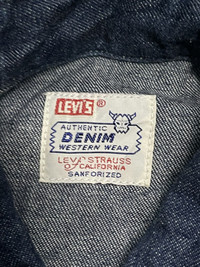 LEVI'S ®
AUTHENTIC
DENIM
WESTERN WEAR
LEVI STRAUSS
OF CALIFORNIA
SANFORIZED